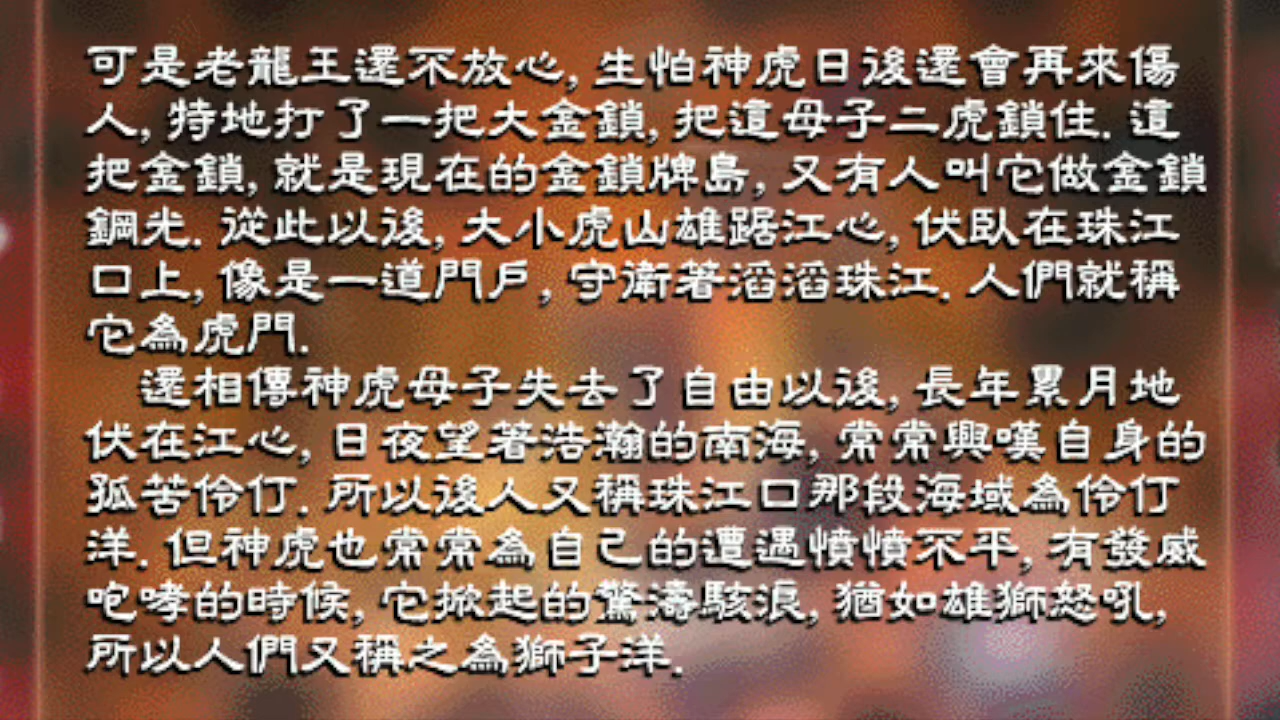 可是老龍王還不放心, 生怕神虎日後還會再來傷
人, 特地打了一把大金鎖, 把這母子二虎鎖住. 這
把金鎖, 就是現在的金鎖牌島, 又有人叫它做金鎖
鋼光. 從此以後, 大小虎山雄踞江心, 伏臥在珠江
口上, 像是一道門戶, 守衛著滔滔珠江. 人們就稱
它為虎門.
還相傳神虎母子失去了自由以後, 長年累月地
伏在江心, 日夜望著浩瀚的南海, 常常興嘆自身的
孤苦伶仃. 所以後人又稱珠江口那段海域為伶仃
洋. 但神虎也常常為自己的遭遇憤憤不平, 有發威
咆哮的時候, 它掀起的驚濤駭浪, 猶如雄獅怒吼,
所以人們又稱之為獅子洋.